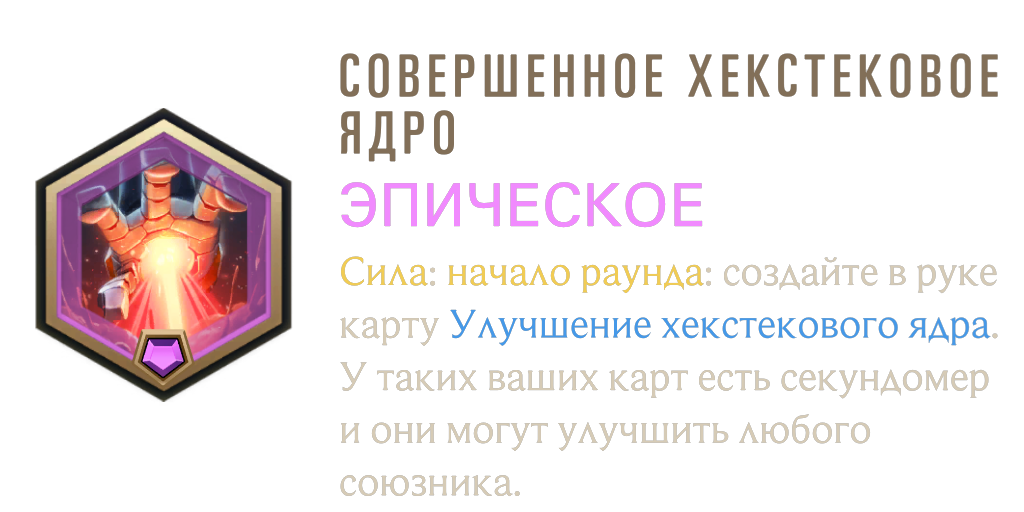 СОВЕРШЕННОЕ ХЕКСТЕКОВОЕ
ЯДРО
ЭПИЧЕСКОЕ
Сила: начало раунда: создайте в руке
карту Улучшение хекстекового ядра.
У таких ваших карт есть секундомер
и они могут улучшить любого
союзника.